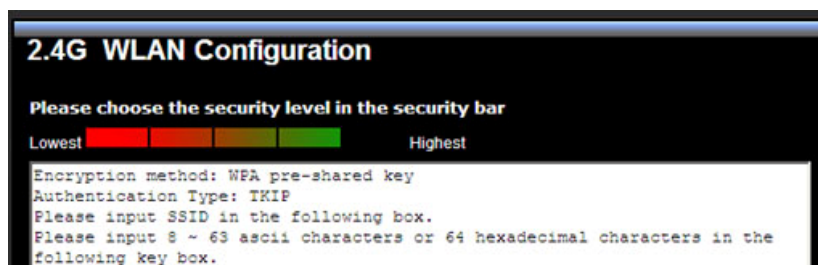 2.4G WLAN Configuration
Please choose the security level in the security bar
Lowest Highest
Encryption method: WPA pre-shared key
Authentication Type: TKIP
Please input SSID in the following box.
Please input 8 ~ 63 ascii characters or 64 hexadecimal characters in the
following key box.